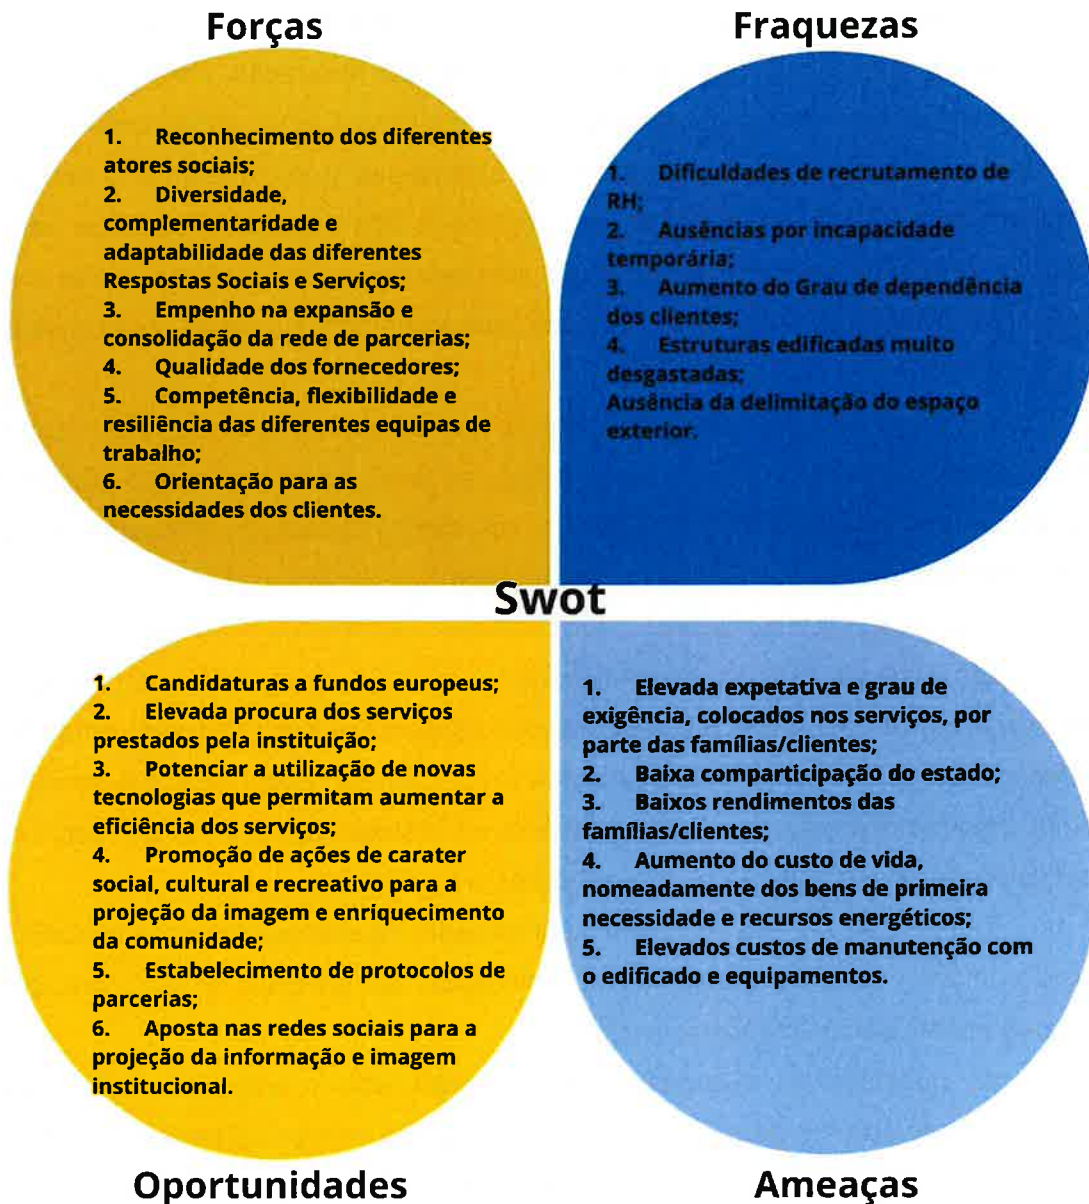 Forças
1. Reconhecimento dos diferentes
atores sociais;
2. Diversidade,
complementaridade e
adaptabilidade das diferentes
Respostas Sociais e Serviços;
3. Empenho na expansão e
consolidação da rede de parcerias;
4. Qualidade dos fornecedores;
5. Competência, flexibilidade e
resiliência das diferentes equipas de
trabalho;
6. Orientação para as
necessidades dos clientes.
Fraquezas
1. Dificuldades de recrutamento de
RH;
2. Ausências por incapacidade
temporária;
3. Aumento do Grau de dependência
dos clientes;
4. Estruturas edificadas muito
desgastadas;
Ausência da delimitação do espaço
exterior.
Swot
1. Candidaturas a fundos europeus;
2. Elevada procura dos serviços
prestados pela instituição;
3. Potenciar a utilização de novas
tecnologias que permitam aumentar a
eficiência dos serviços;
4. Promoção de ações de carater
social, cultural e recreativo para a
projeção da imagem e enriquecimento
da comunidade;
5. Estabelecimento de protocolos de
parcerias;
6. Aposta nas redes sociais para a
projeção da informação e imagem
institucional.
Oportunidades
1. Elevada expetativa e grau de
exigência, colocados nos serviços, por
parte das famílias/clientes;
2. Baixa comparticipação do estado;
3. Baixos rendimentos das
famílias/clientes;
4. Aumento do custo de vida,
nomeadamente dos bens de primeira
necessidade e recursos energéticos;
5. Elevados custos de manutenção com
o edificado e equipamentos.
Ameaças